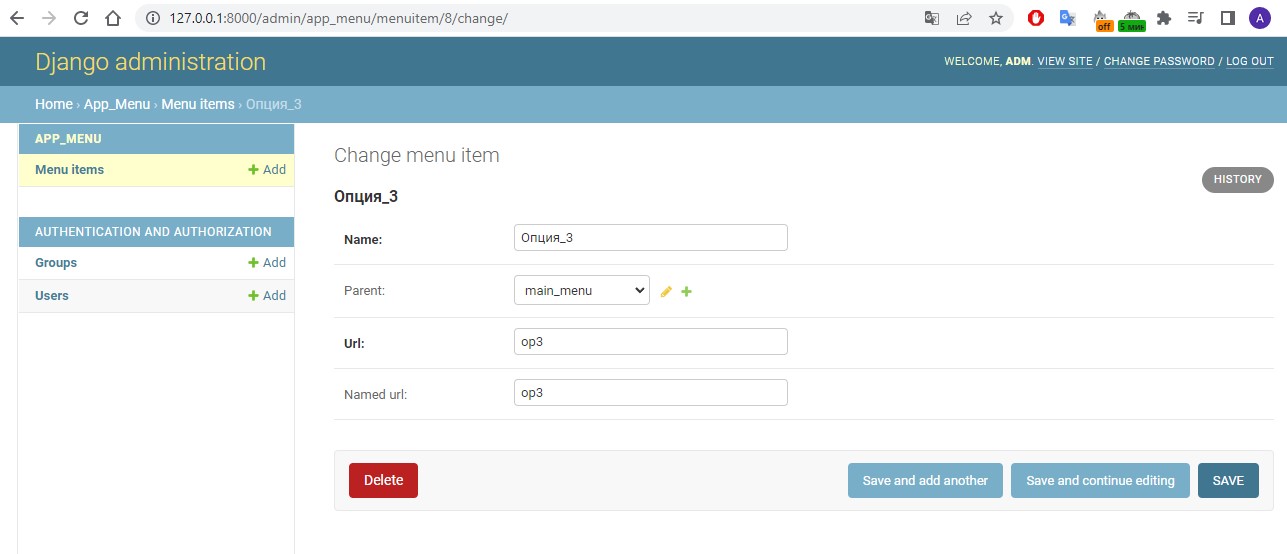 127.0.0.1:8000/admin/app_menu/menuitem/8/change/
off
5 мин
A
Django administration
WELCOME, ADM. VIEW SITE / CHANGE PASSWORD / LOG OUT
Home › App_Menu › Menu items › Опция_3
APP_MENU
Menu items Add
AUTHENTICATION AND AUTHORIZATION
Groups Add
Users Add
Change menu item
HISTORY
Опция_3
Name: Опция_3
Parent: main_menu
Url: op3
Named url: op3
Delete
Save and add another
Save and continue editing
SAVE